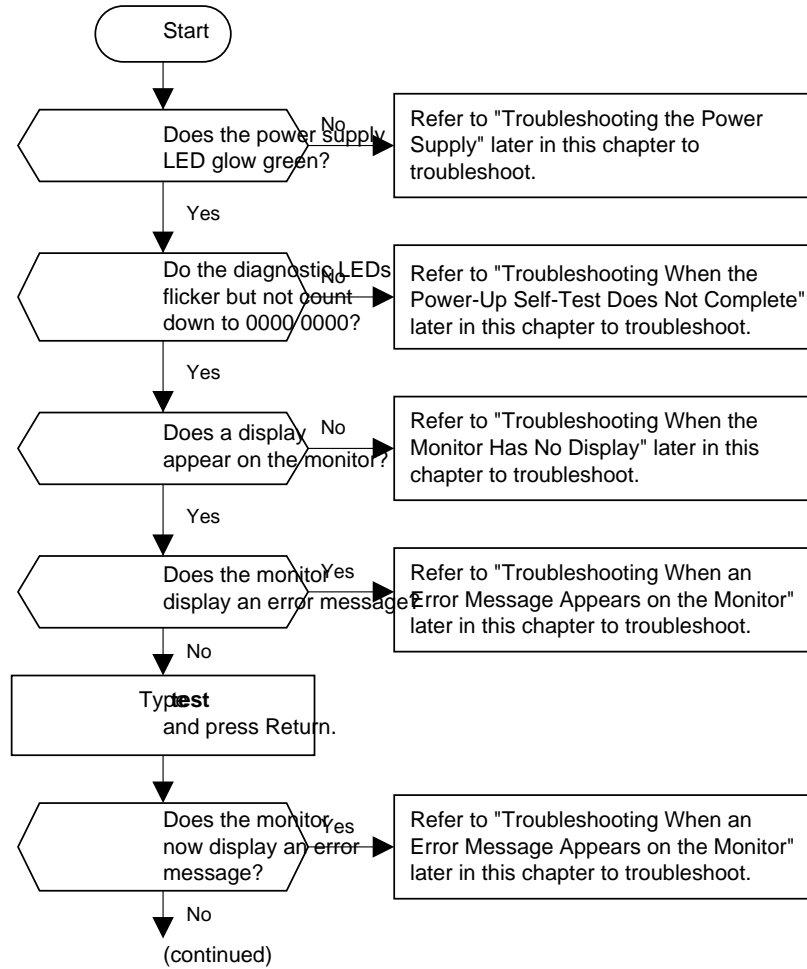 Start
Does the power supply
LED glow green?
No
Refer to "Troubleshooting the Power
Supply" later in this chapter to
troubleshoot.
Yes
Do the diagnostic LEDs
flicker but not count
down to 0000 0000?
No
Refer to "Troubleshooting When the
Power-Up Self-Test Does Not Complete"
later in this chapter to troubleshoot.
Yes
Does a display
appear on the monitor?
No
Refer to "Troubleshooting When the
Monitor Has No Display" later in this
chapter to troubleshoot.
Yes
Does the monitor
display an error message?
Yes
Refer to "Troubleshooting When an
Error Message Appears on the Monitor"
later in this chapter to troubleshoot.
No
Type test
and press Return.
Does the monitor
now display an error
message?
Yes
Refer to "Troubleshooting When an
Error Message Appears on the Monitor"
later in this chapter to troubleshoot.
No
(continued)